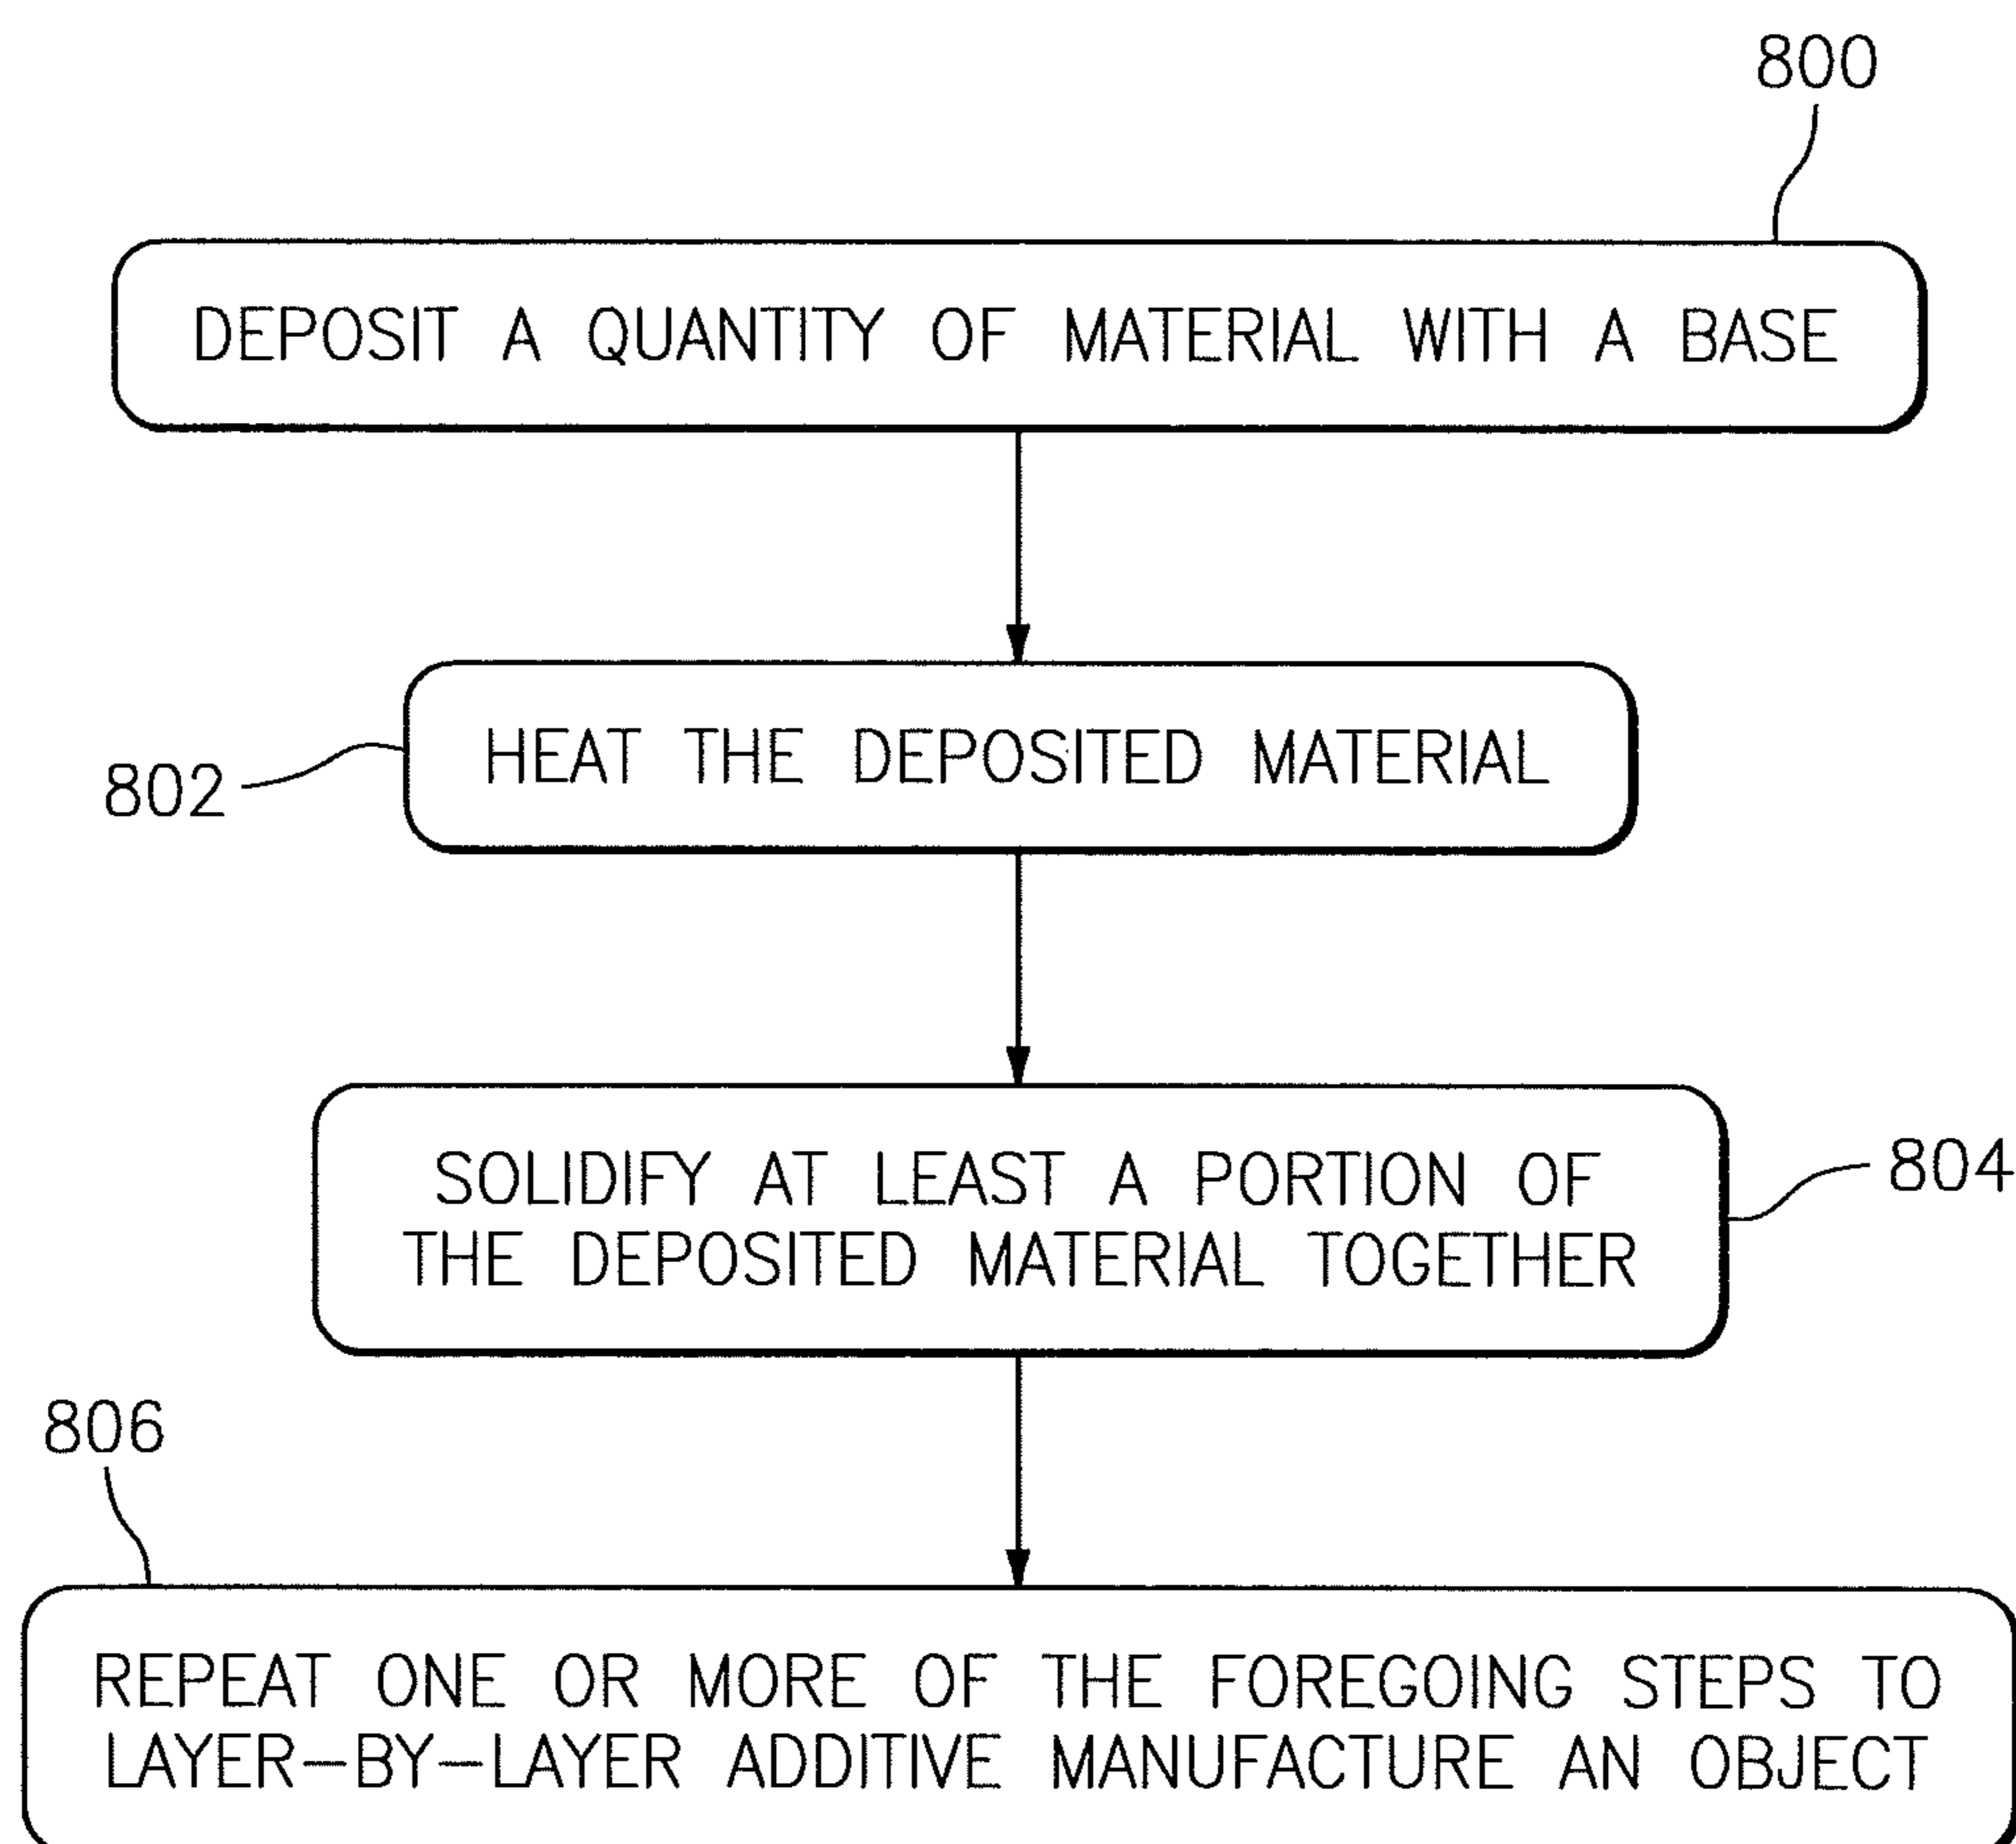 800
DEPOSIT A QUANTITY OF MATERIAL WITH A BASE
HEAT THE DEPOSITED MATERIAL
802
SOLIDIFY AT LEAST A PORTION OF
THE DEPOSITED MATERIAL TOGETHER
804
806
REPEAT ONE OR MORE OF THE FOREGOING STEPS TO
LAYER-BY-LAYER ADDITIVE MANUFACTURE AN OBJECT